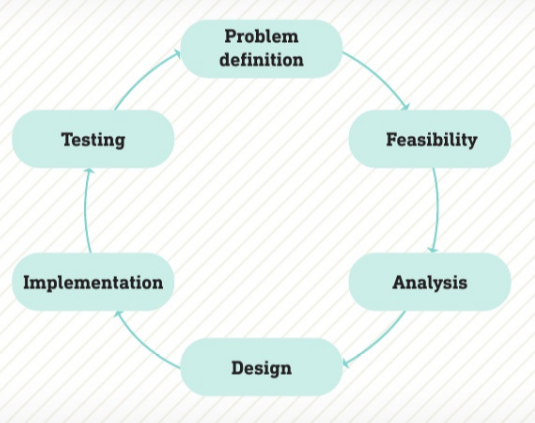 Problem
definition
Feasibility
Analysis
Design
Implementation
Testing